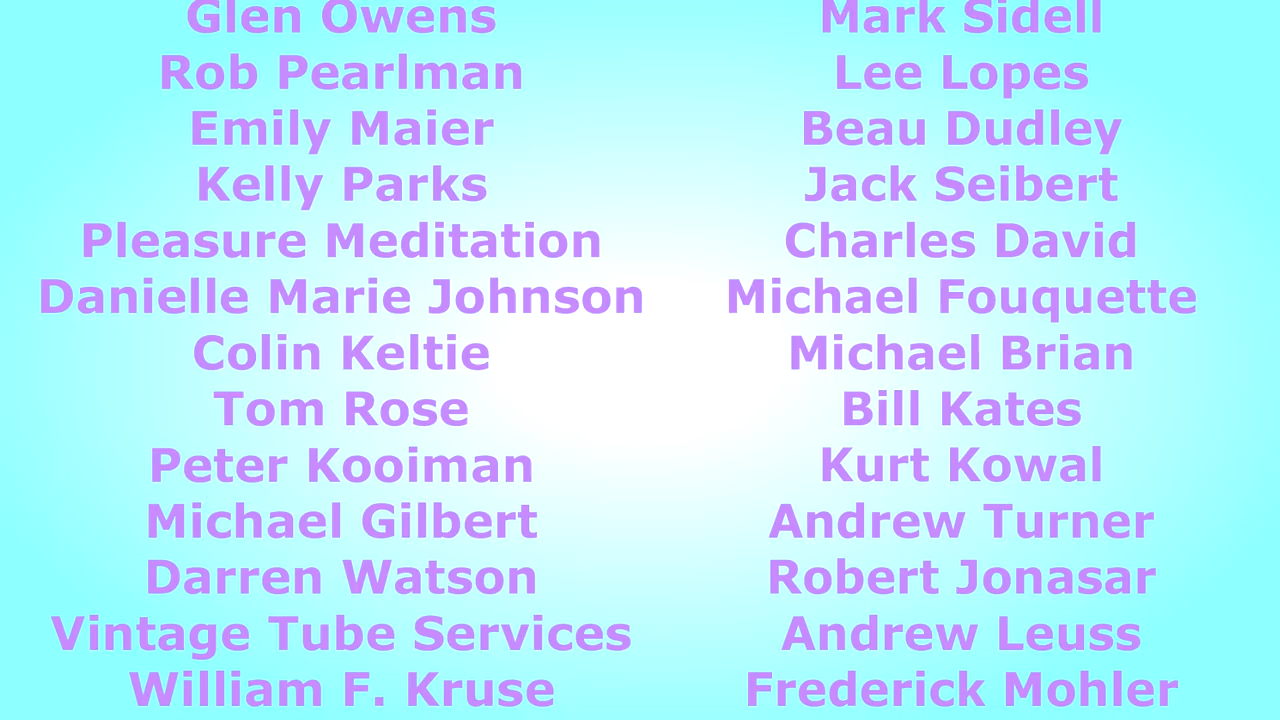 Glen Owens
Rob Pearlman
Emily Maier
Kelly Parks
Pleasure Meditation
Danielle Marie Johnson
Colin Keltie
Tom Rose
Peter Kooiman
Michael Gilbert
Darren Watson
Vintage Tube Services
William F. Kruse
Mark Sidell
Lee Lopes
Beau Dudley
Jack Seibert
Charles David
Michael Fouquette
Michael Brian
Bill Kates
Kurt Kowal
Andrew Turner
Robert Jonasar
Andrew Leuss
Frederick Mohler